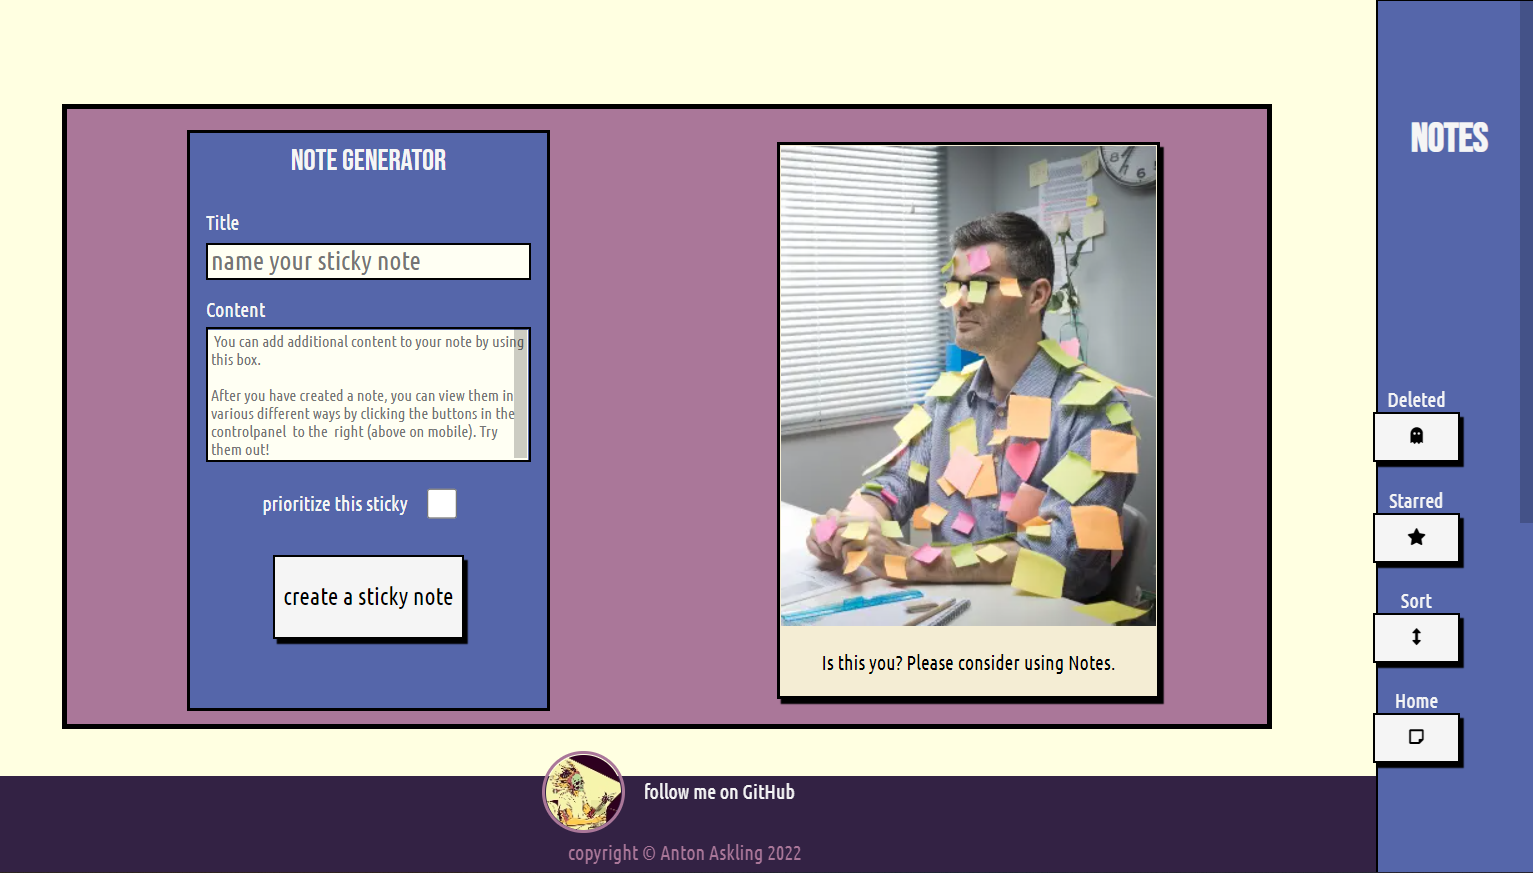 NOTE GENERATOR
Title
name your sticky note
Content
You can add additional content to your note by using
this box.
After you have created a note, you can view them in
various different ways by clicking the buttons in the
controlpanel to the right (above on mobile). Try
them out!
prioritize this sticky
create a sticky note
Is this you? Please consider using Notes.
NOTES
Deleted
Starred
Sort
Home
follow me on GitHub
copyright © Anton Askling 2022